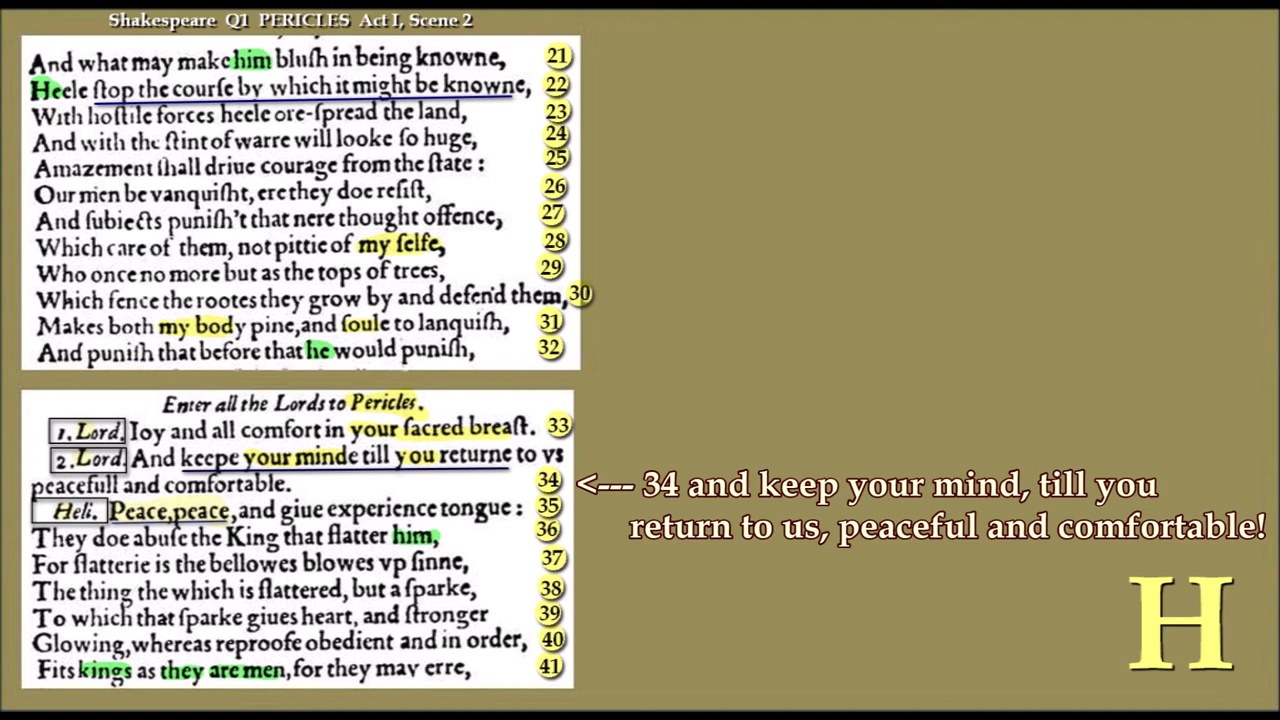 Shakespeare Q1 PERICLES Act I, Scene 2
And what may make him bluſh in being knowne, 21
Heele ſtop the courſe by which it might be knowne, 22
With hoſtile forces heele ore-ſpread the land, 23
And with the ſtint of warre will looke ſo huge, 24
Amazement ſhall driue courage from the ſtate : 25
Our men be vanquiſht, ere they doe reſiſt, 26
And ſubiects puniſh't that nere thought offence, 27
Which care of them, not pittie of my ſelfe, 28
Who once no more but as the tops of trees, 29
Which fence the rootes they grow by and defend them, 30
Makes both my body pine, and ſoule to languiſh, 31
And puniſh that before that he would puniſh, 32
Enter all the Lords to Pericles.
1. Lord. Ioy and all comfort in your ſacred breaſt. 33
2. Lord. And keepe your minde till you returne to vs
peacefull and comfortable. 34
<--- 34 and keep your mind, till you
return to us, peaceful and comfortable!
Heli. Peace, peace, and giue experience tongue : 35
They doe abuſe the King that flatter him, 36
For flatterie is the bellowes blowes vp ſinne, 37
The thing the which is flattered, but a ſparke, 38
To which that ſparke giues heart, and ſtronger 39
Glowing, whereas reproofe obedient and in order, 40
Fits kings as they are men, for they may erre, 41
H